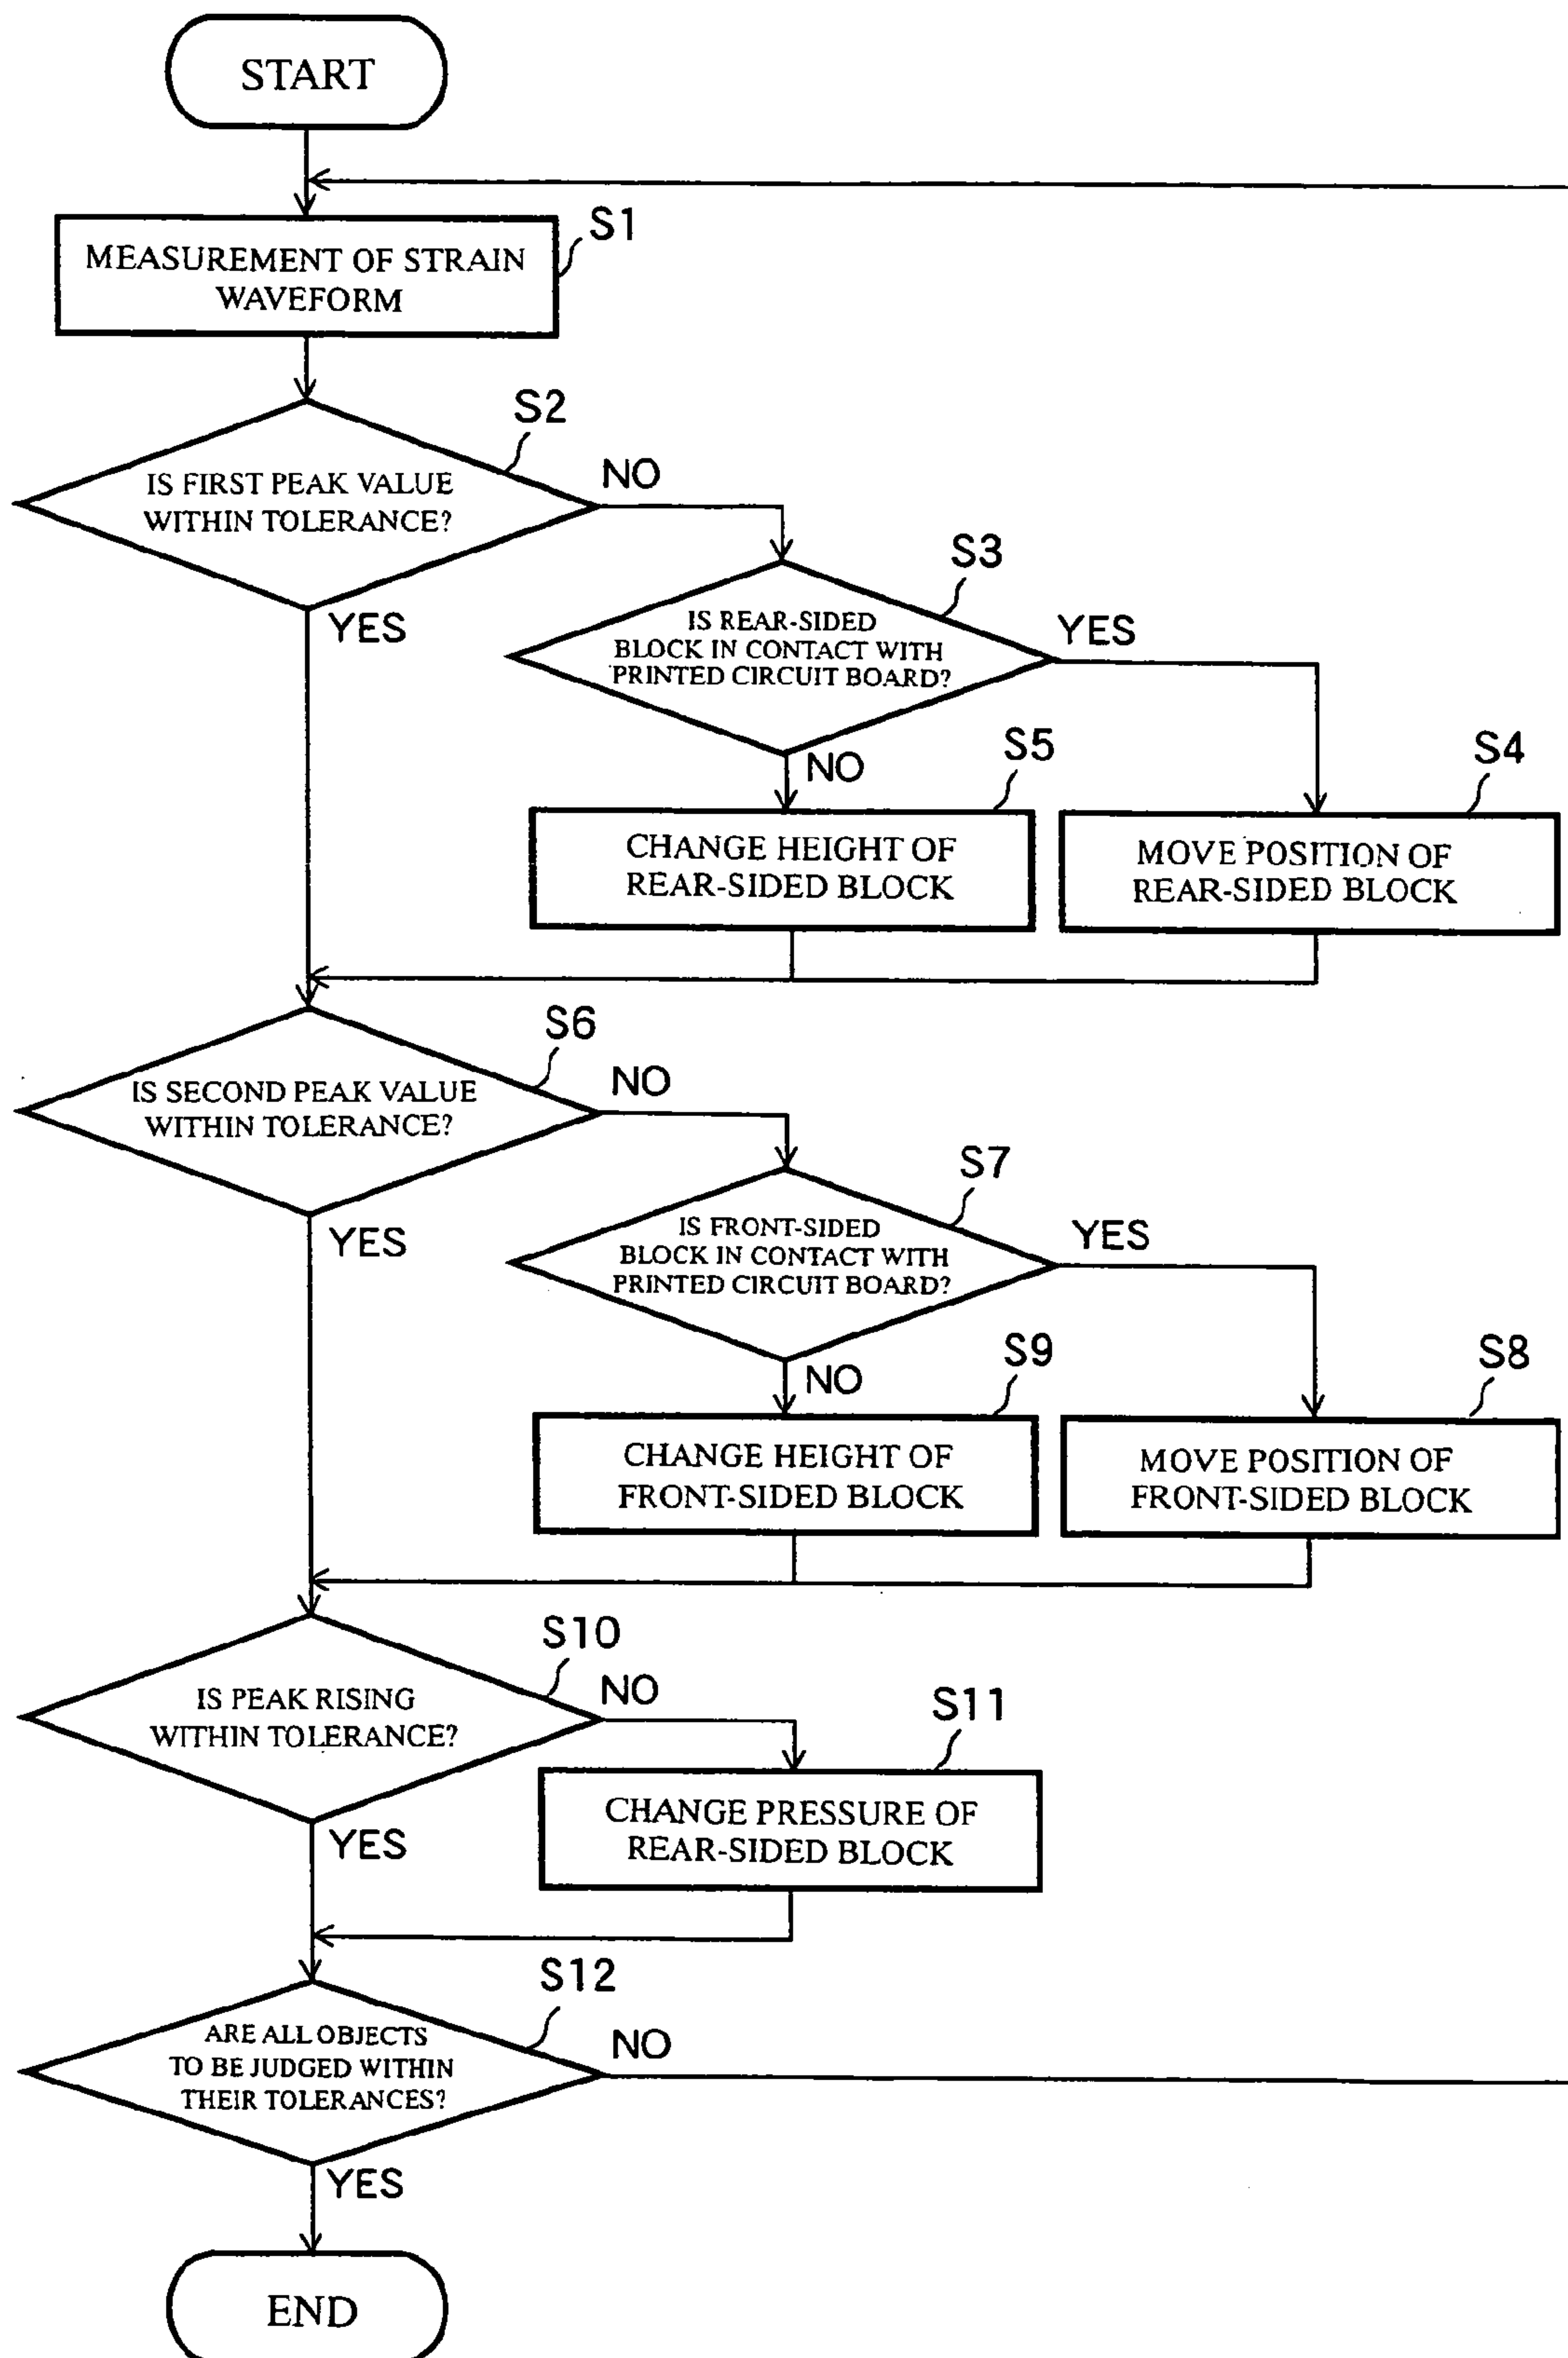 START
S1
MEASUREMENT OF STRAIN
WAVEFORM
S2
IS FIRST PEAK VALUE
WITHIN TOLERANCE?
NO
YES
S3
IS REAR-SIDED
BLOCK IN CONTACT WITH
PRINTED CIRCUIT BOARD?
YES
NO
S5
CHANGE HEIGHT OF
REAR-SIDED BLOCK
S4
MOVE POSITION OF
REAR-SIDED BLOCK
S6
IS SECOND PEAK VALUE
WITHIN TOLERANCE?
NO
YES
S7
IS FRONT-SIDED
BLOCK IN CONTACT WITH
PRINTED CIRCUIT BOARD?
YES
NO
S9
CHANGE HEIGHT OF
FRONT-SIDED BLOCK
S8
MOVE POSITION OF
FRONT-SIDED BLOCK
S10
IS PEAK RISING
WITHIN TOLERANCE?
NO
YES
S11
CHANGE PRESSURE OF
REAR-SIDED BLOCK
S12
ARE ALL OBJECTS
TO BE JUDGED WITHIN
THEIR TOLERANCES?
NO
YES
END